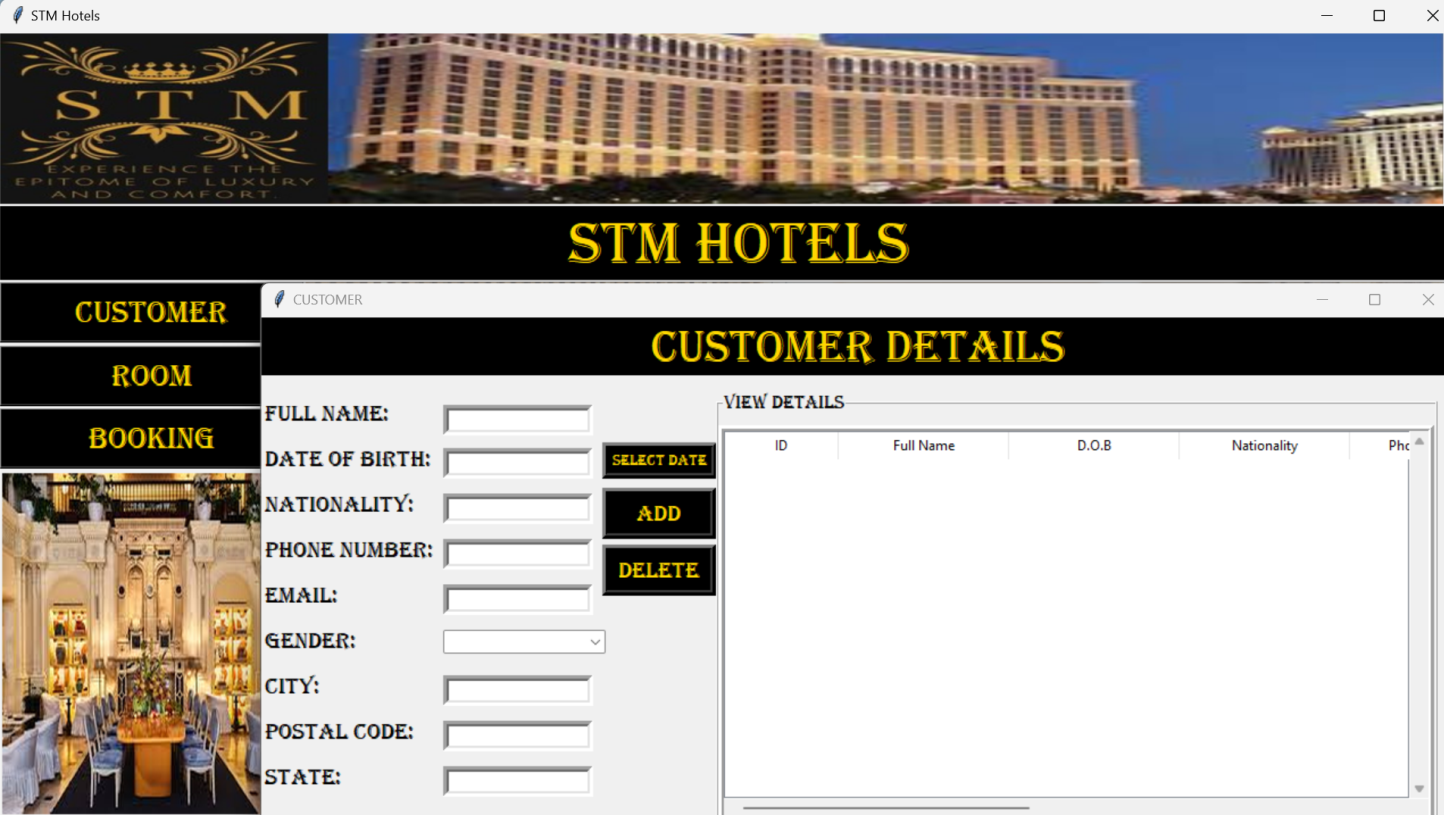 STM Hotels
STM
EXPERIENCE THE
EPITOME OF LUXURY
AND COMFORT.
STM HOTELS
CUSTOMER
ROOM
BOOKING
CUSTOMER
CUSTOMER DETAILS
FULL NAME:
DATE OF BIRTH:
SELECT DATE
NATIONALITY:
ADD
PHONE NUMBER:
DELETE
EMAIL:
GENDER:
CITY:
POSTAL CODE:
STATE:
VIEW DETAILS
ID Full Name D.O.B Nationality Pho